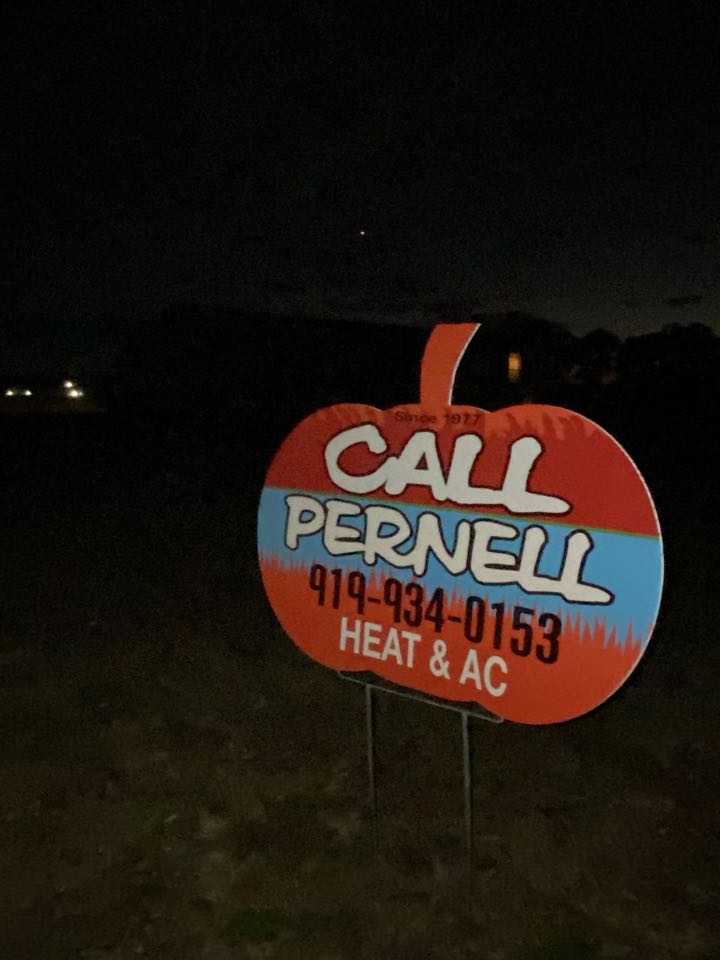 Since 1977
CALL
PERNELL
919-934-0153
HEAT & AC